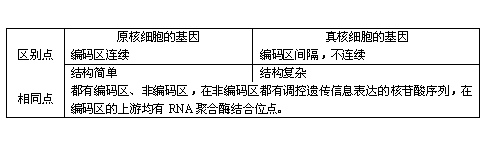 原核细胞的基因 真核细胞的基因
区别点 编码区连续 编码区间隔，不连续
结构简单 结构复杂
相同点 都有编码区、非编码区，在非编码区都有调控遗传信息表达的核苷酸序列，在
编码区的上游均有 RNA 聚合酶结合位点。